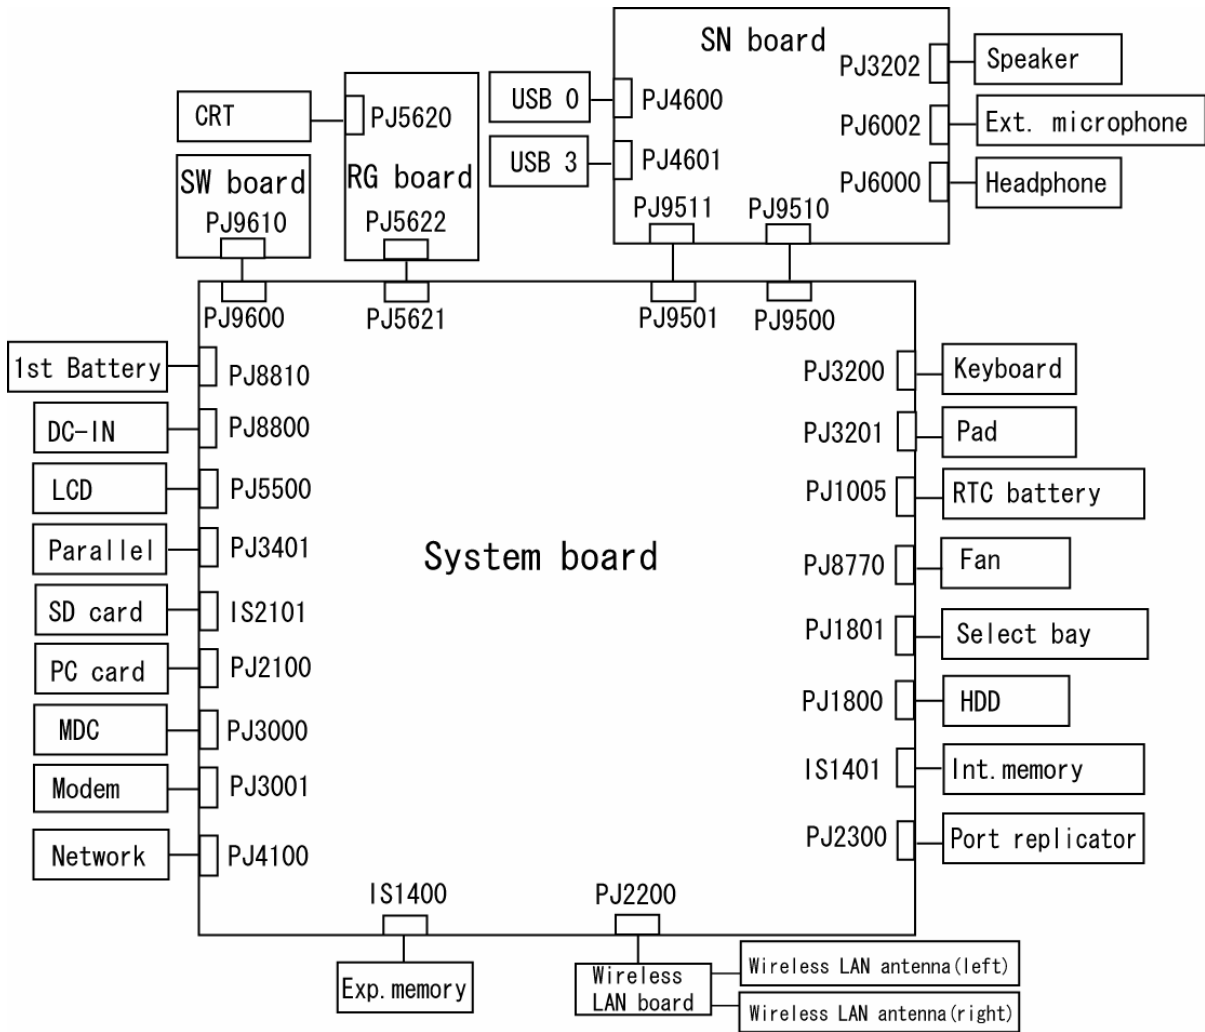 SN board
PJ3202
Speaker
USB 0
PJ4600
CRT
PJ5620
PJ6002
Ext. microphone
USB 3
PJ4601
SW board
RG board
PJ6000
Headphone
PJ9610
PJ5622
PJ9511
PJ9510
PJ9600
PJ5621
PJ9501
PJ9500
1st Battery
PJ8810
PJ3200
Keyboard
DC-IN
PJ8800
PJ3201
Pad
LCD
PJ5500
PJ1005
RTC battery
Parallel
PJ3401
System board
PJ8770
Fan
SD card
IS2101
PJ1801
Select bay
PC card
PJ2100
PJ1800
HDD
MDC
PJ3000
IS1401
Int.memory
Modem
PJ3001
PJ2300
Port replicator
Network
PJ4100
IS1400
PJ2200
Exp.memory
Wireless
LAN board
Wireless LAN antenna(left)
Wireless LAN antenna(right)